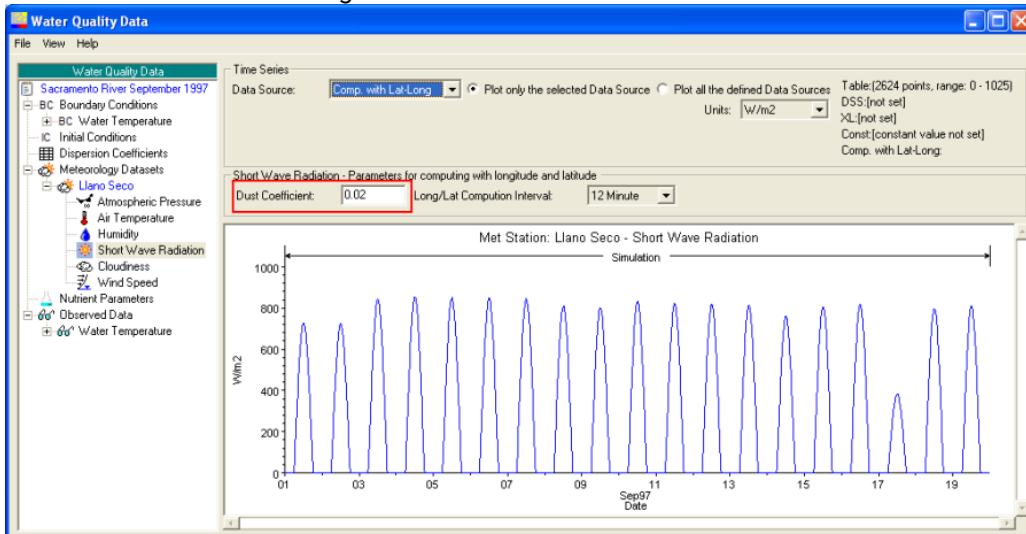 Water Quality Data
File View Help
Water Quality Data
Sacramento River September 1997
BC Boundary Conditions
BC Water Temperature
IC Initial Conditions
Dispersion Coefficients
Meteorology Datasets
Llano Seco
Atmospheric Pressure
Air Temperature
Humidity
Short Wave Radiation
Cloudiness
Wind Speed
Nutrient Parameters
Observed Data
Water Temperature
Time Series
Data Source: Comp. with Lat-Long Plot only the selected Data Source Plot all the defined Data Sources
Units: W/m2
Table:(2624 points, range: 0 - 1025)
DSS:[not set]
XL:[not set]
Const:[constant value not set]
Comp. with Lat-Long:
Short Wave Radiation - Parameters for computing with longitude and latitude
Dust Coefficient: 0.02 Long/Lat Compution Interval: 12 Minute
Met Station: Llano Seco - Short Wave Radiation
Simulation
1000
800
600
400
200
0
W/m2
01 03 05 07 09 11 13 15 17 19
Sep97
Date